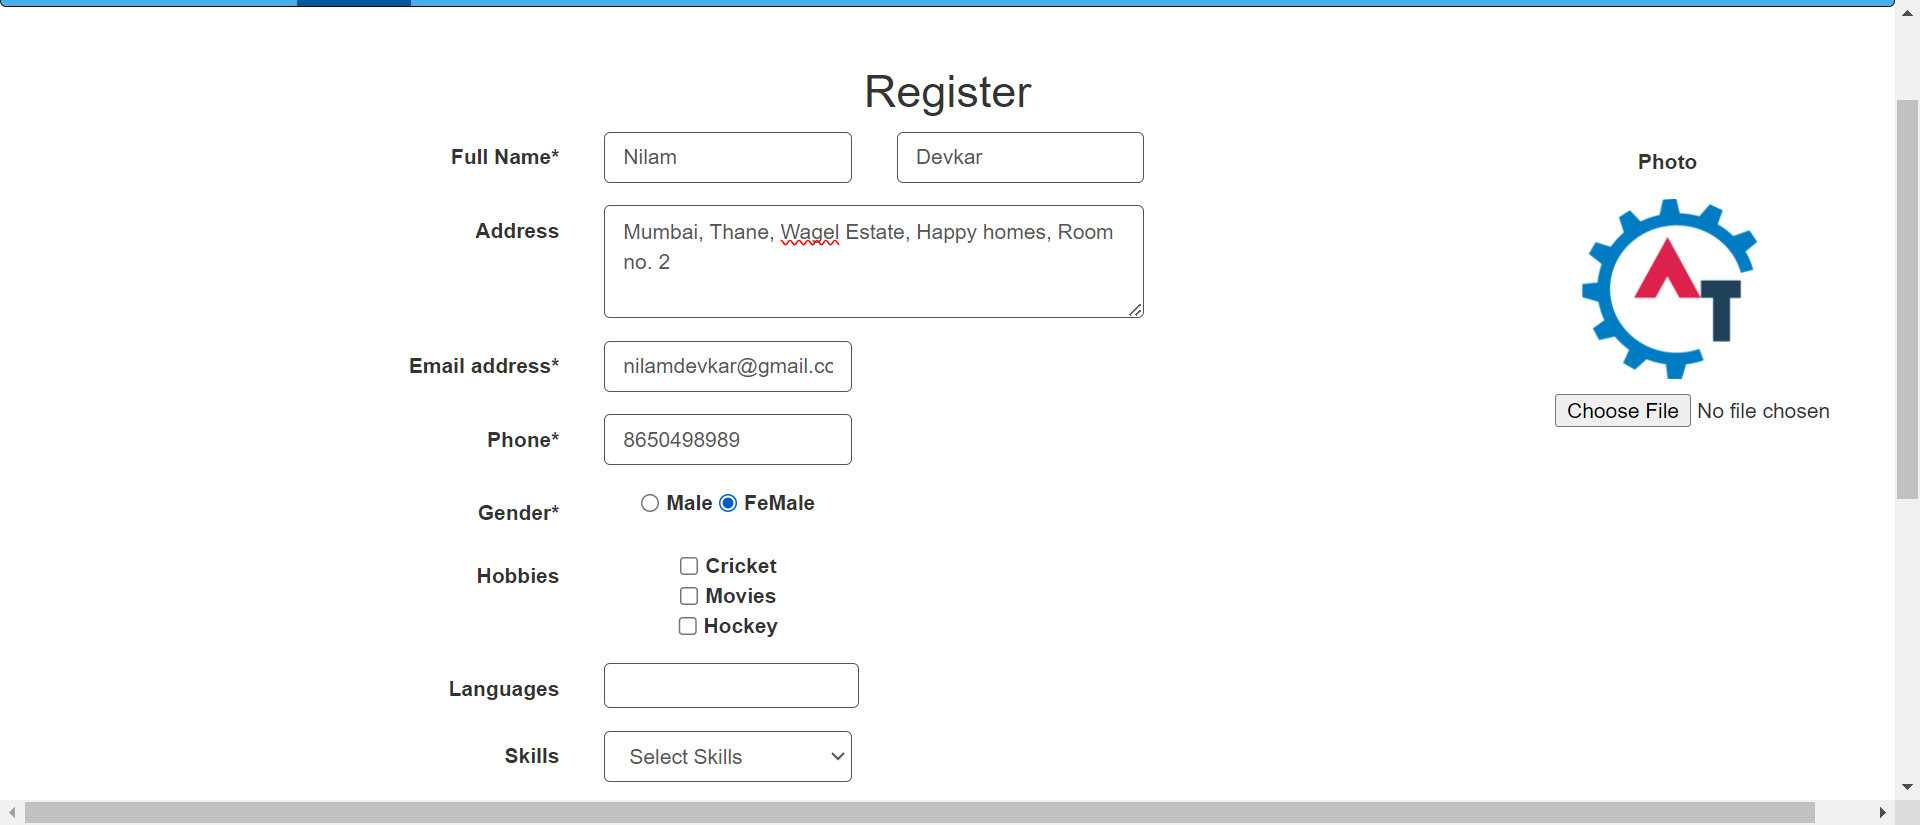 Register
Full Name* Nilam Devkar
Photo
Address Mumbai, Thane, Wagel Estate, Happy homes, Room
no. 2
AT
Email address* nilamdevkar@gmail.cc
Choose File No file chosen
Phone* 8650498989
Gender* Male FeMale
Hobbies Cricket
Movies
Hockey
Languages
Skills Select Skills